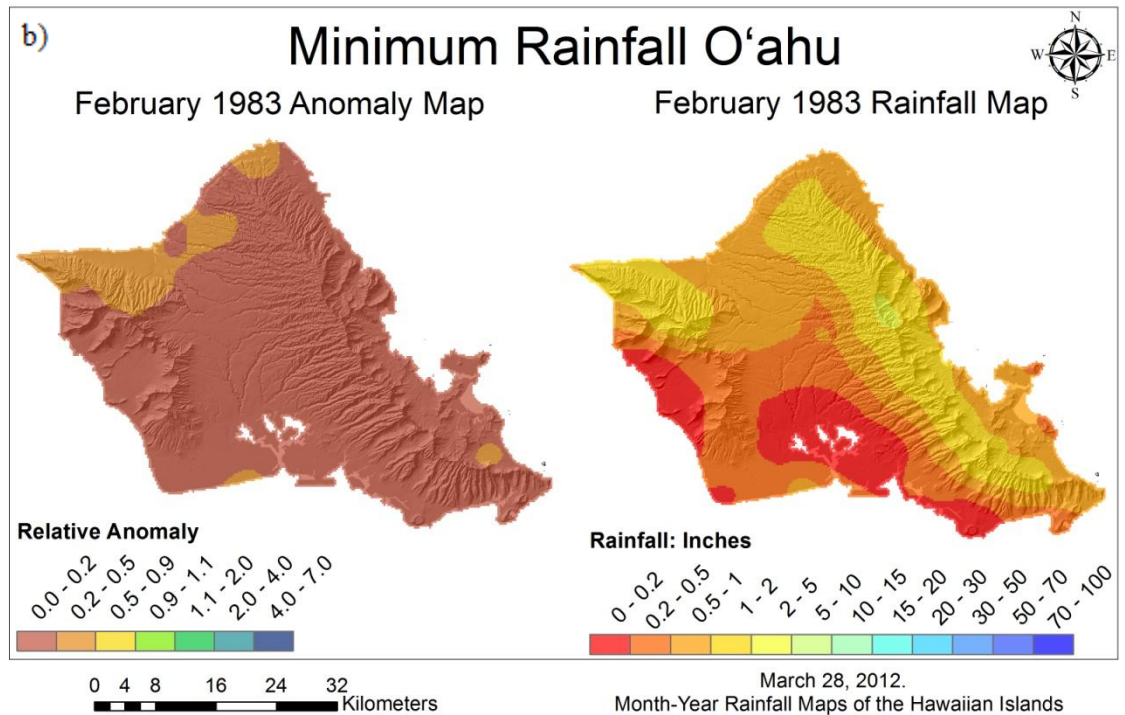 b)
Minimum Rainfall Oʻahu
N
W E
S
February 1983 Anomaly Map
February 1983 Rainfall Map
Relative Anomaly
0.0 - 0.2
0.2 - 0.5
0.5 - 0.9
0.9 - 1.1
1.1 - 2.0
2.0 - 4.0
4.0 - 7.0
Rainfall: Inches
0 - 0.2
0.2 - 0.5
0.5 - 1
1 - 2
2 - 5
5 - 10
10 - 15
15 - 20
20 - 30
30 - 50
50 - 70
70 - 100
0 4 8 16 24 32
Kilometers
March 28, 2012.
Month-Year Rainfall Maps of the Hawaiian Islands